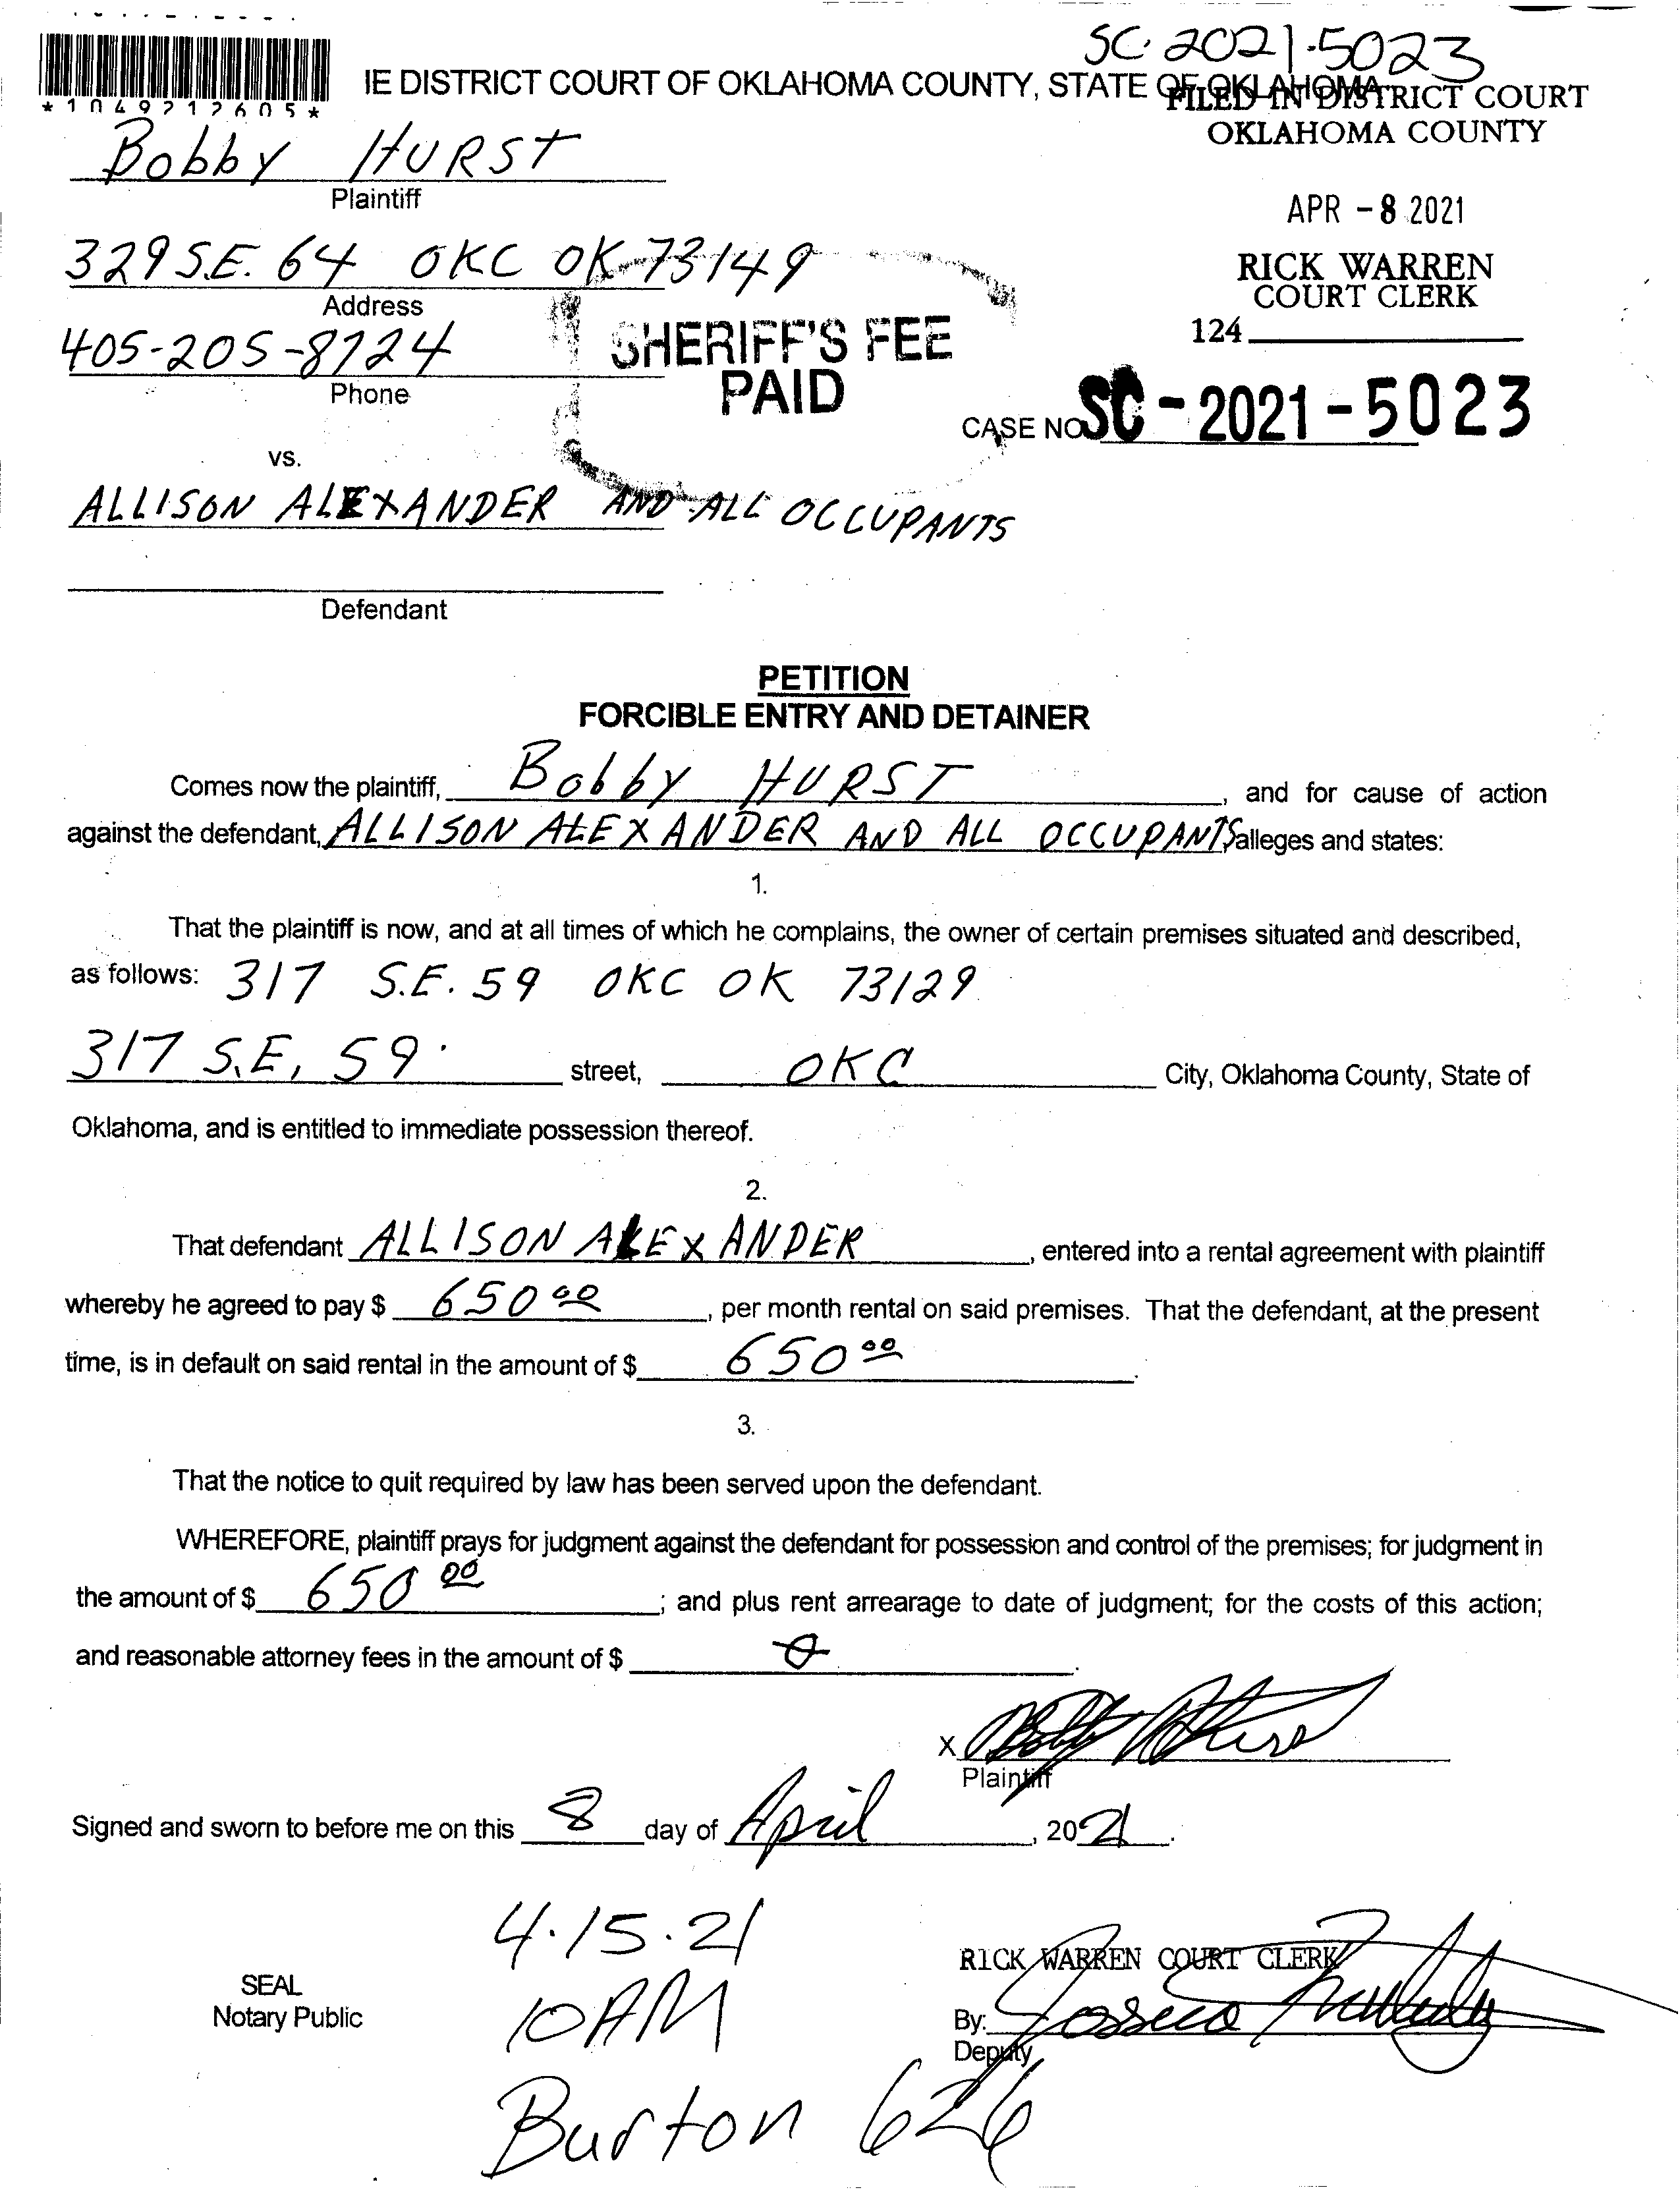 SC-2021-5023
IE DISTRICT COURT OF OKLAHOMA COUNTY, STATE OF OKLAHOMA
FILED IN DISTRICT COURT
OKLAHOMA COUNTY
*1049212605*
Bobby HURST
Plaintiff
APR -8 2021
329 S.E. 64 OKC OK 73149
Address
RICK WARREN
COURT CLERK
124
405-205-8724
Phone
SHERIFF'S FEE
PAID
CASE NO. SC-2021-5023
vs.
ALLISON ALEXANDER AND ALL OCCUPANTS
Defendant
PETITION
FORCIBLE ENTRY AND DETAINER
Comes now the plaintiff, Bobby HURST, and for cause of action
against the defendant, ALLISON ALEXANDER AND ALL OCCUPANTS alleges and states:
1.
That the plaintiff is now, and at all times of which he complains, the owner of certain premises situated and described,
as follows: 317 S.E. 59 OKC OK 73129
317 S.E. 59 street, OKC City, Oklahoma County, State of
Oklahoma, and is entitled to immediate possession thereof.
2.
That defendant ALLISON ALEXANDER, entered into a rental agreement with plaintiff
whereby he agreed to pay $ 650 00, per month rental on said premises. That the defendant, at the present
time, is in default on said rental in the amount of $ 650 00.
3.
That the notice to quit required by law has been served upon the defendant.
WHEREFORE, plaintiff prays for judgment against the defendant for possession and control of the premises; for judgment in
the amount of $ 650 00; and plus rent arrearage to date of judgment; for the costs of this action;
and reasonable attorney fees in the amount of $ 0.
X Bobby Hurst
Plaintiff
Signed and sworn to before me on this 8 day of April, 2021.
4.15.21
10AM
Burton 626
SEAL
Notary Public
RICK WARREN COURT CLERK
By:
Deputy